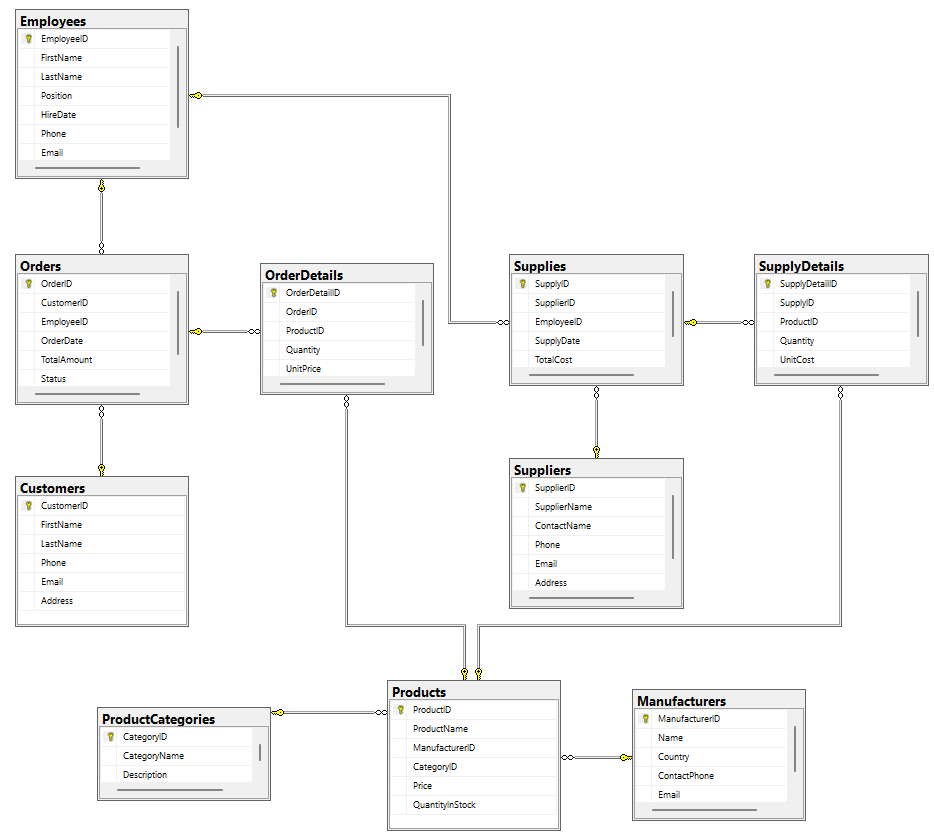 Employees
EmployeeID
FirstName
LastName
Position
HireDate
Phone
Email
Orders
OrderID
CustomerID
EmployeeID
OrderDate
TotalAmount
Status
OrderDetails
OrderDetailID
OrderID
ProductID
Quantity
UnitPrice
Supplies
SupplyID
SupplierID
EmployeeID
SupplyDate
TotalCost
SupplyDetails
SupplyDetailID
SupplyID
ProductID
Quantity
UnitCost
Customers
CustomerID
FirstName
LastName
Phone
Email
Address
Suppliers
SupplierID
SupplierName
ContactName
Phone
Email
Address
ProductCategories
CategoryID
CategoryName
Description
Products
ProductID
ProductName
ManufacturerID
CategoryID
Price
QuantityInStock
Manufacturers
ManufacturerID
Name
Country
ContactPhone
Email